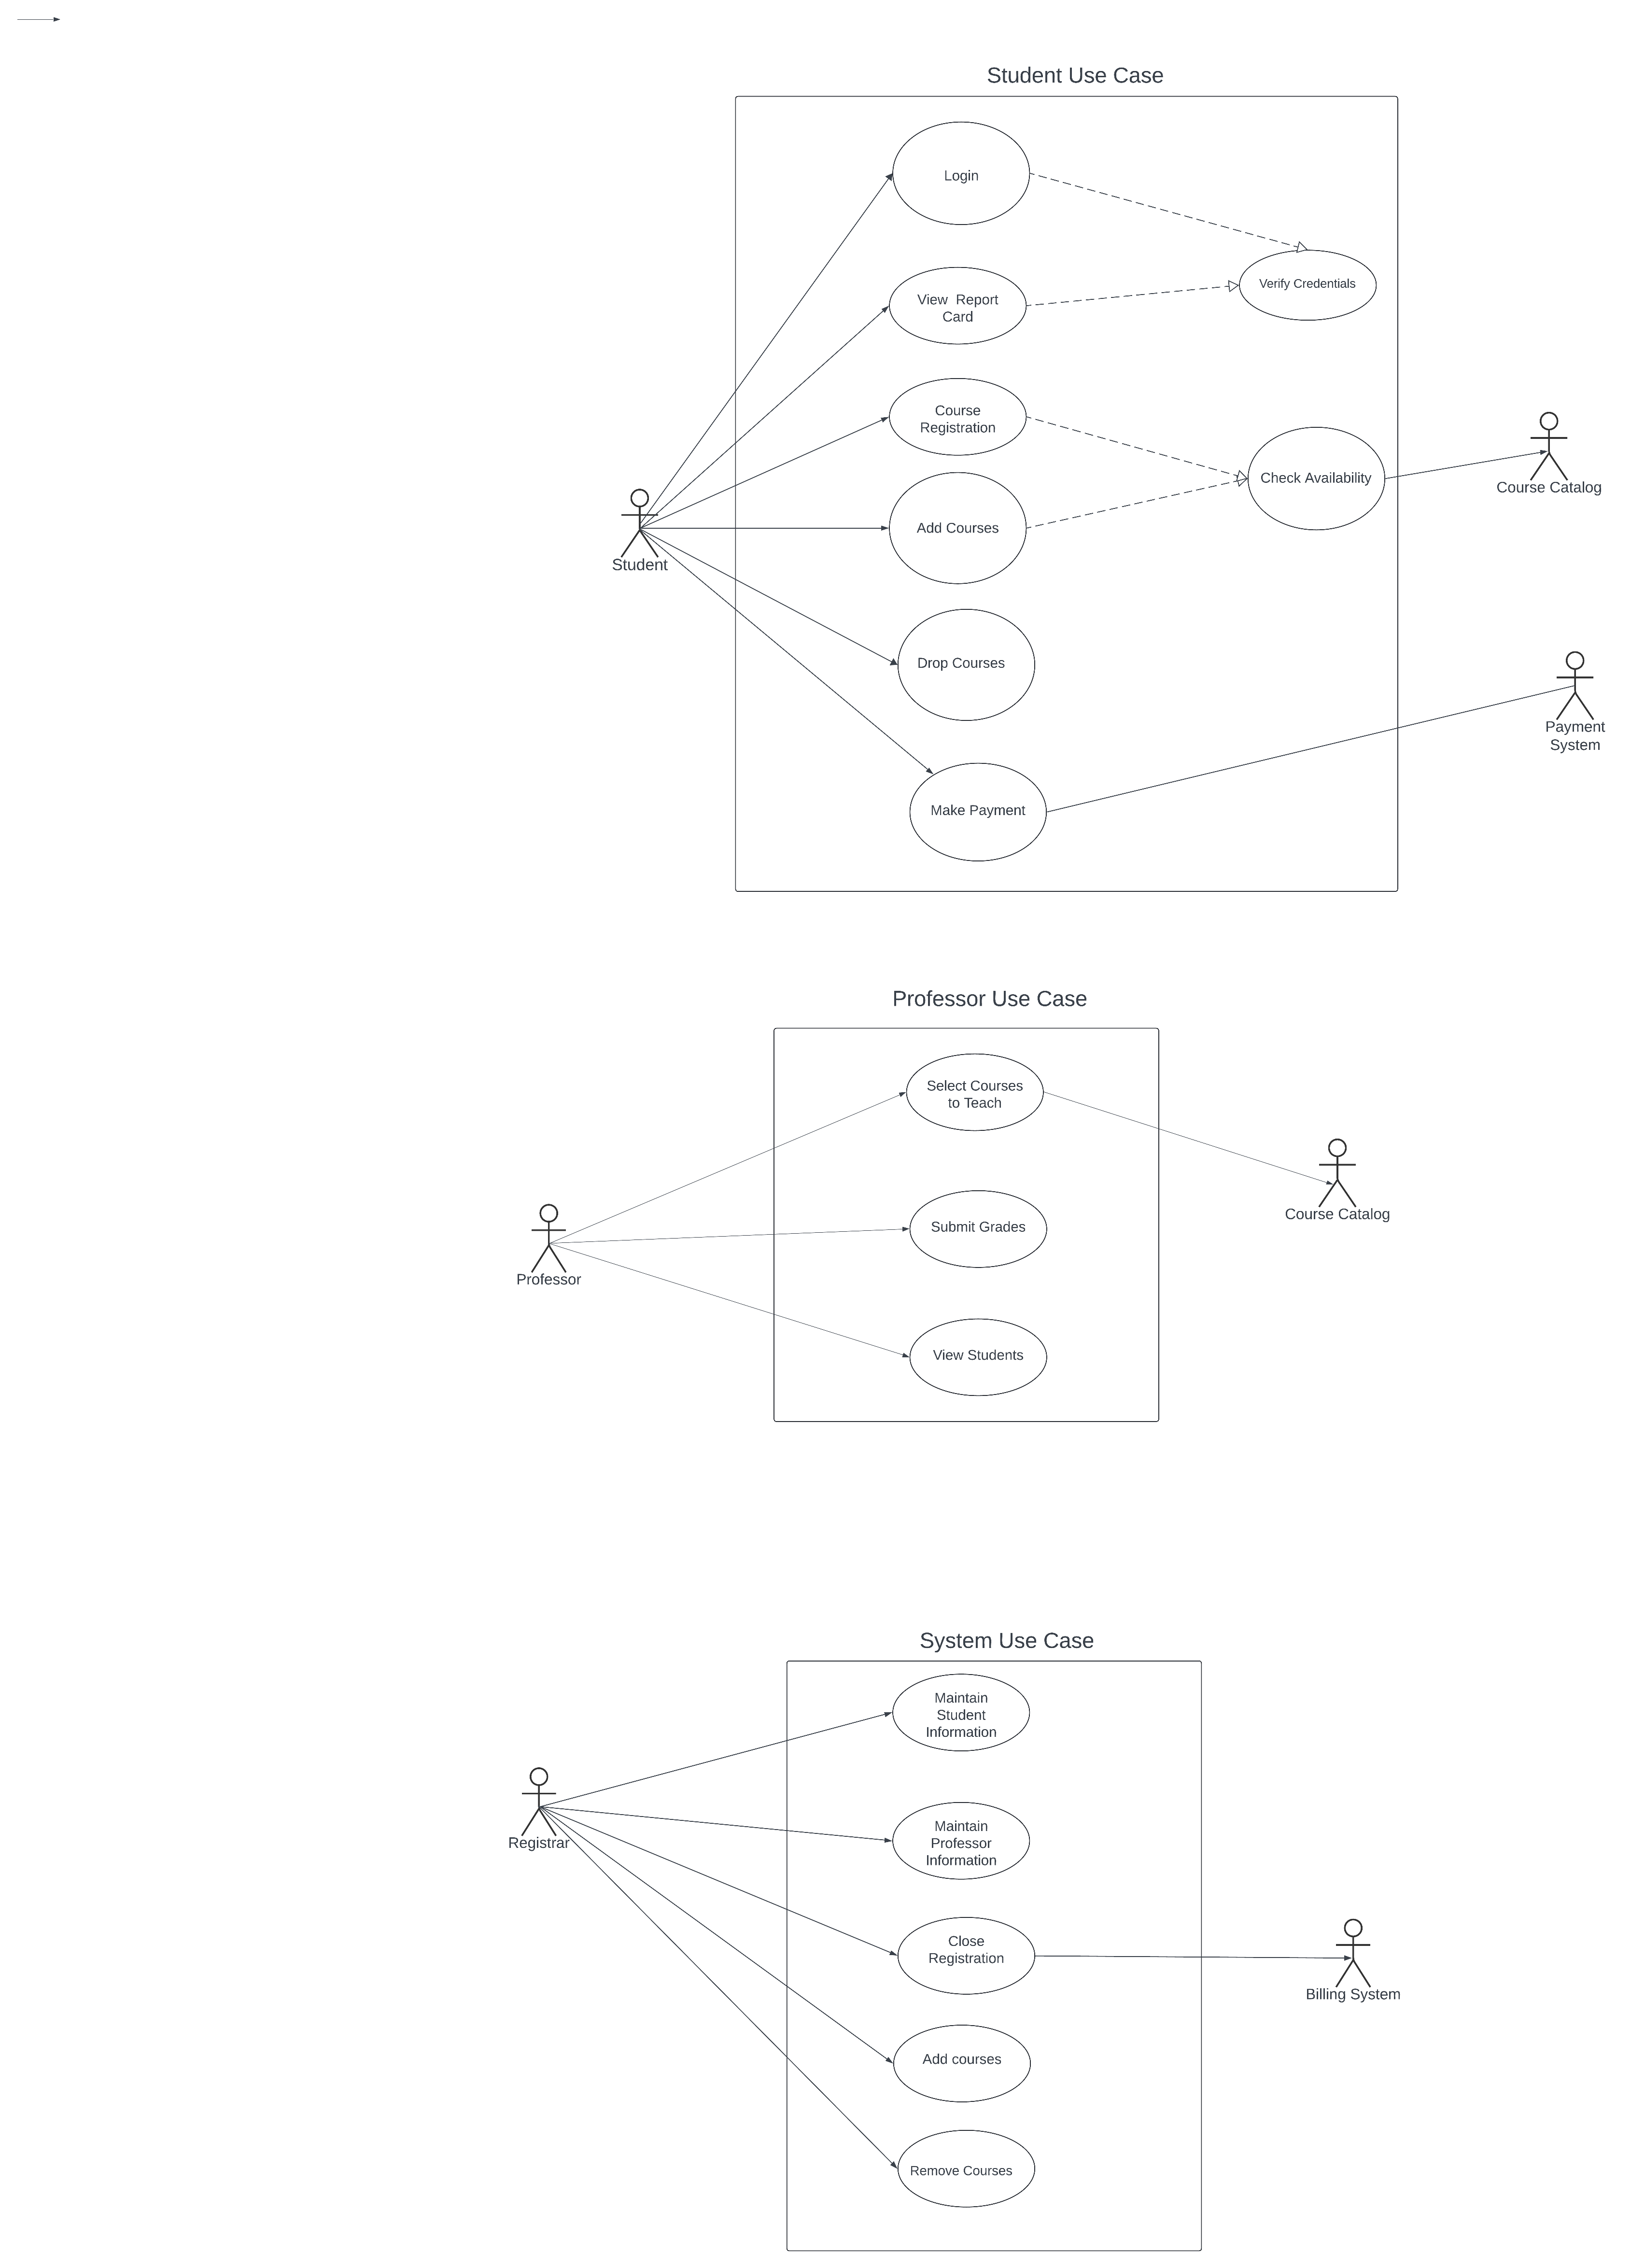 Student Use Case
Login
Verify Credentials
View  Report
Card
Course
Registration
Check Availability
Course Catalog
Add Courses
Student
Drop Courses
Payment
System
Make Payment
Professor Use Case
Select Courses
to Teach
Course Catalog
Submit Grades
Professor
View Students
System Use Case
Maintain
Student
Information
Registrar
Maintain
Professor
Information
Close
Registration
Billing System
Add courses
Remove Courses